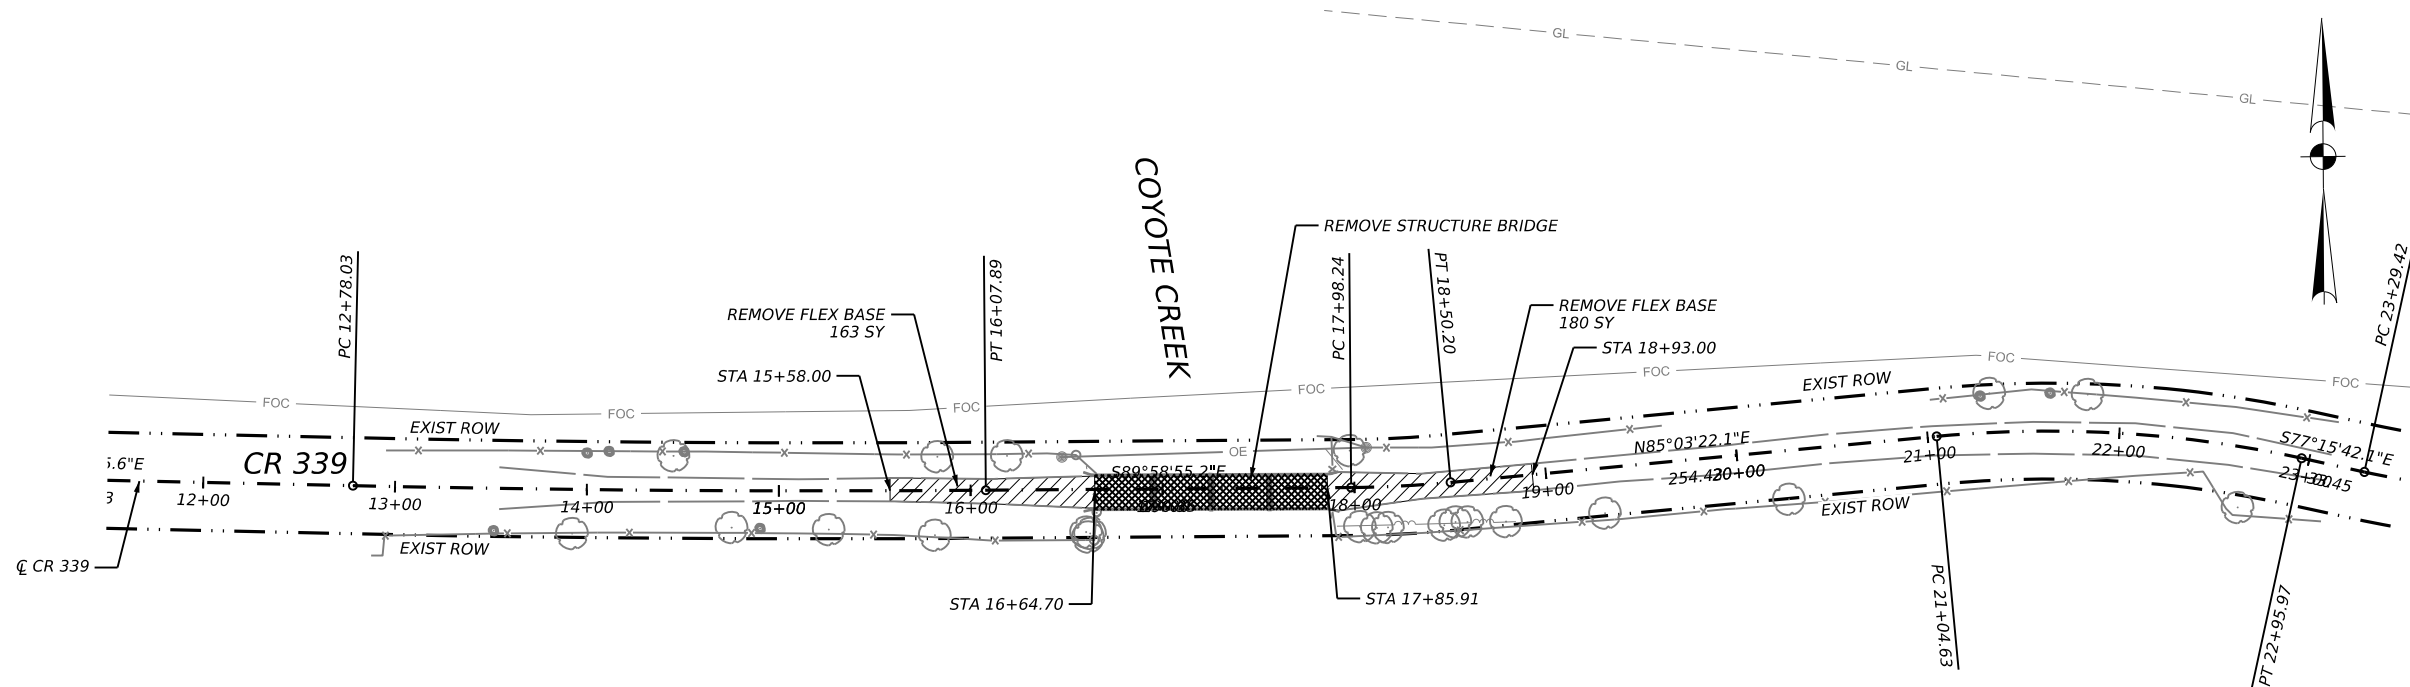 GL
GL
GL
COYOTE CREEK
REMOVE STRUCTURE BRIDGE
PC 12+78.03
PT 16+07.89
PC 17+98.24
PT 18+50.20
PC 23+29.42
REMOVE FLEX BASE
163 SY
REMOVE FLEX BASE
180 SY
STA 15+58.00
STA 18+93.00
FOC
FOC
FOC
FOC
FOC
FOC
FOC
EXIST ROW
EXIST ROW
OE
CR 339
5.6"E
S89°58'55.2"E
N85°03'22.1"E
S77°15'42.1"E
12+00
13+00
14+00
15+00
16+00
18+00
19+00
254.43
20+00
21+00
22+00
EXIST ROW
EXIST ROW
℄ CR 339
STA 16+64.70
STA 17+85.91
PC 21+04.63
PT 22+95.97